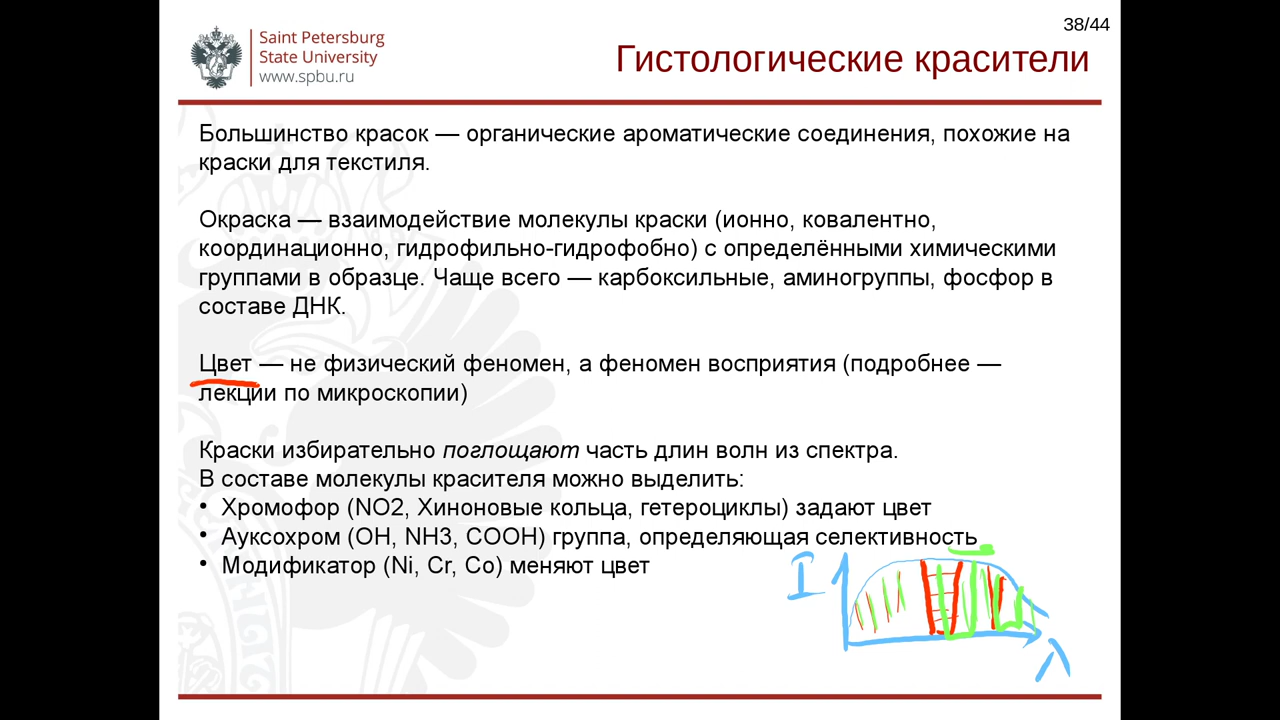 38/44
Saint Petersburg
State University
www.spbu.ru
Гистологические красители
Большинство красок — органические ароматические соединения, похожие на
краски для текстиля.
Окраска — взаимодействие молекулы краски (ионно, ковалентно,
координационно, гидрофильно-гидрофобно) с определёнными химическими
группами в образце. Чаще всего — карбоксильные, аминогруппы, фосфор в
составе ДНК.
Цвет — не физический феномен, а феномен восприятия (подробнее —
лекции по микроскопии)
Краски избирательно поглощают часть длин волн из спектра.
В составе молекулы красителя можно выделить:
• Хромофор (NO2, Хиноновые кольца, гетероциклы) задают цвет
• Ауксохром (OH, NH3, COOH) группа, определяющая селективность
• Модификатор (Ni, Cr, Co) меняют цвет
I
λ